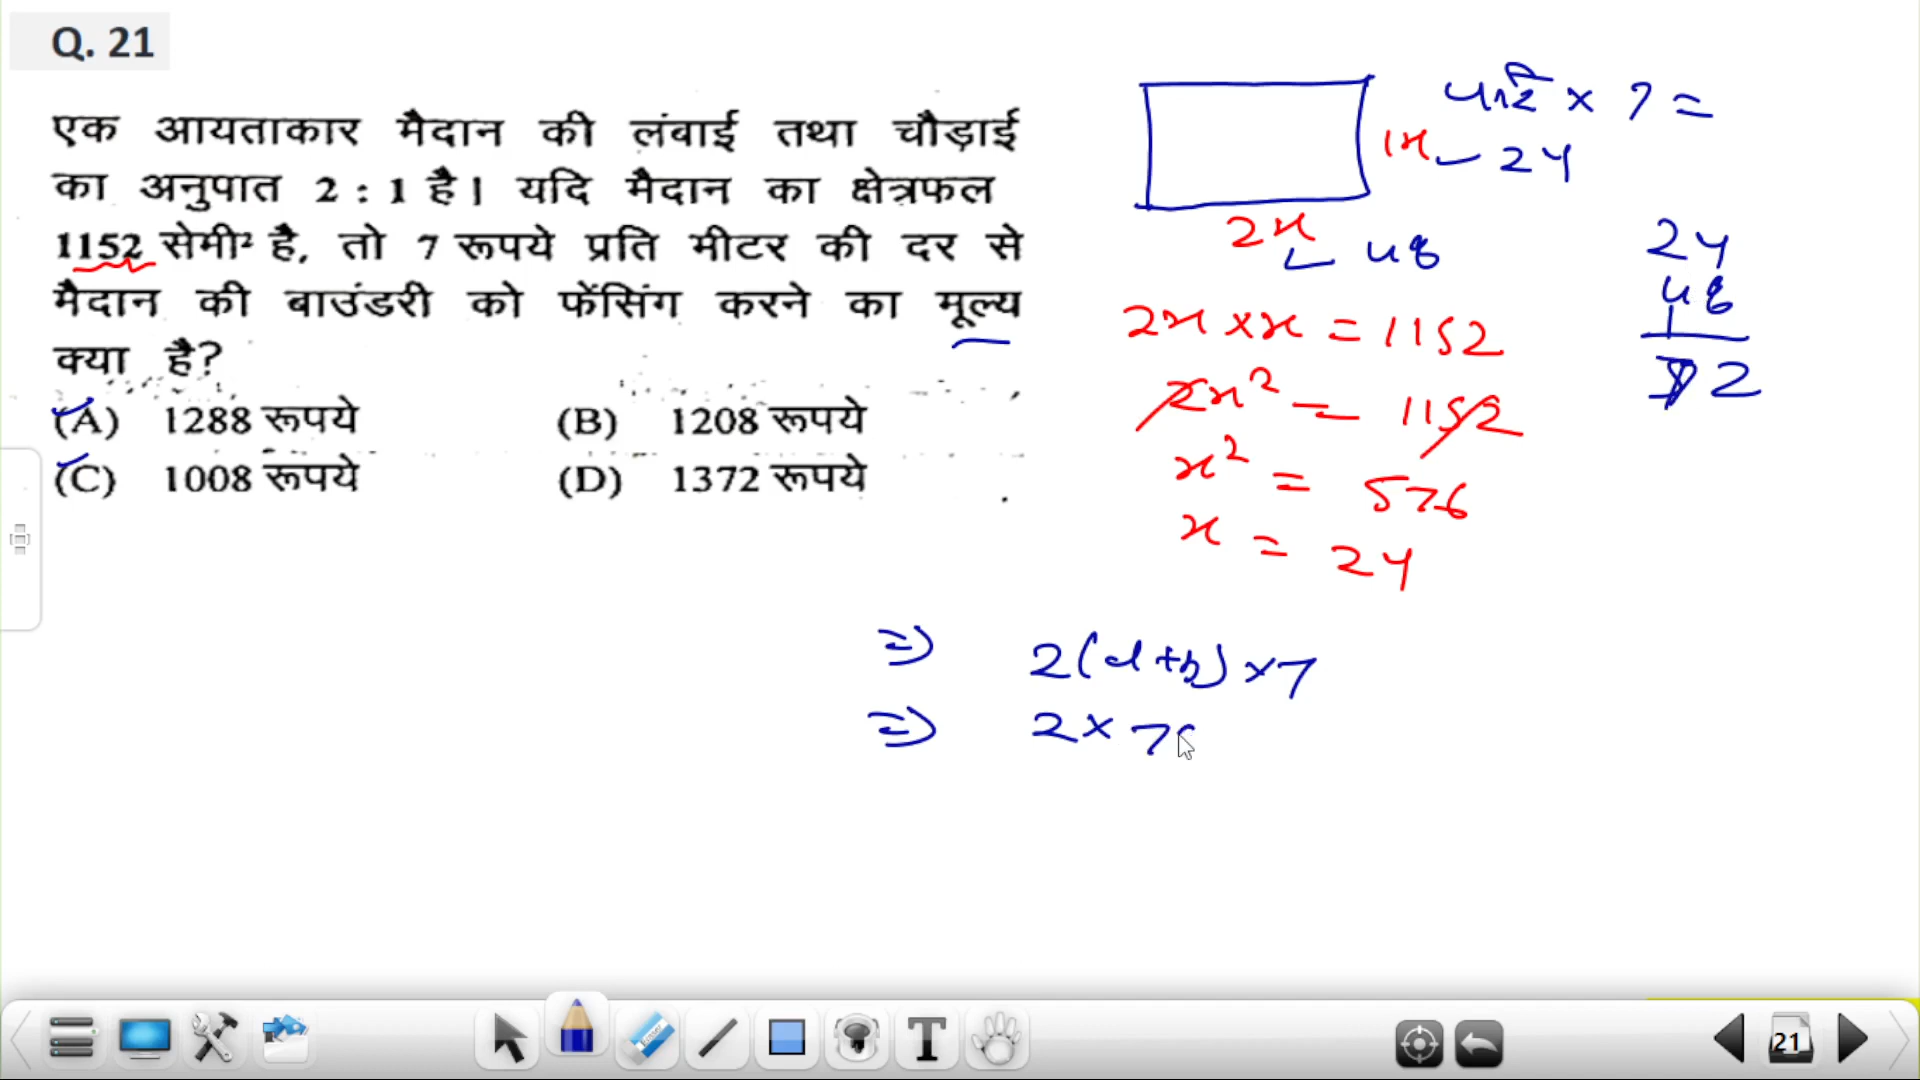 Q. 21
एक आयताकार मैदान की लंबाई तथा चौड़ाई
का अनुपात 2 : 1 है। यदि मैदान का क्षेत्रफल
1152 सेमी² है, तो 7 रूपये प्रति मीटर की दर से
मैदान की बाउंडरी को फेंसिंग करने का मूल्य
क्या है?
(A) 1288 रूपये (B) 1208 रूपये
(C) 1008 रूपये (D) 1372 रूपये
× 7 =
1x 24
2x 48
24
48
72
2x × x = 1152
2x² = 1152
x² = 576
x = 24
⇒ 2(l+b) × 7
⇒ 2 × 7
T
21